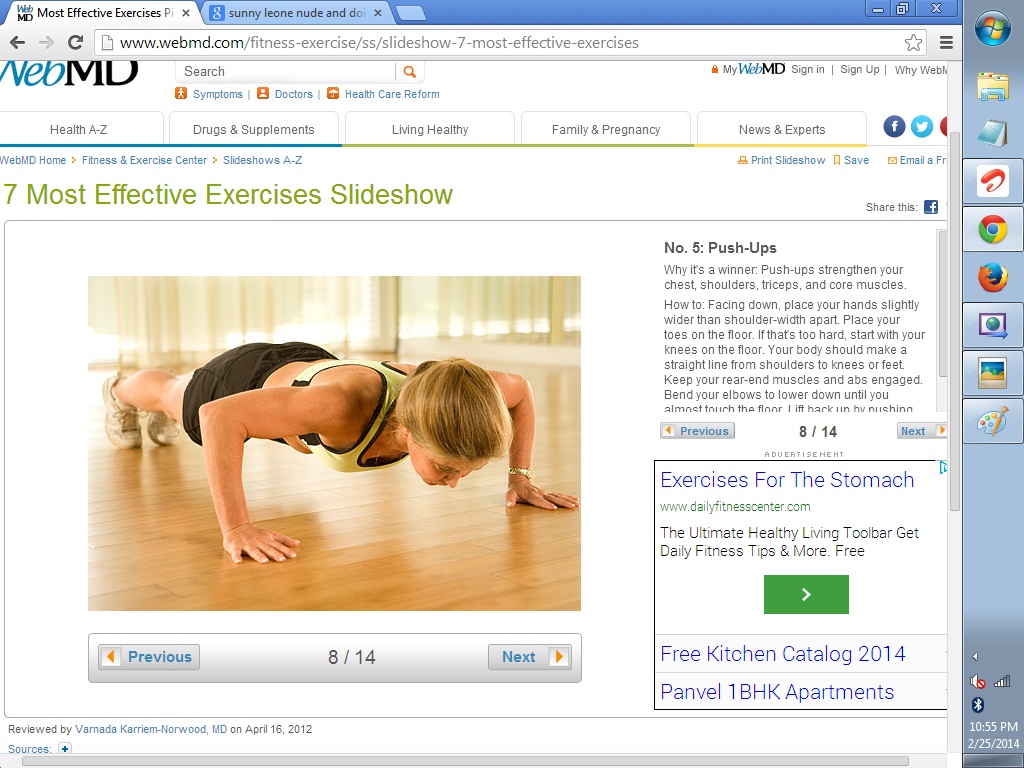 Most Effective Exercises Pi
sunny leone nude and doi
www.webmd.com/fitness-exercise/ss/slideshow-7-most-effective-exercises
WebMD
Search
My WebMD Sign in | Sign Up | Why WebM
Symptoms | Doctors | Health Care Reform
Health A-Z
Drugs & Supplements
Living Healthy
Family & Pregnancy
News & Experts
WebMD Home > Fitness & Exercise Center > Slideshows A-Z
Print Slideshow Save Email a Fr
7 Most Effective Exercises Slideshow
Share this:
No. 5: Push-Ups
Why it's a winner: Push-ups strengthen your
chest, shoulders, triceps, and core muscles.
How to: Facing down, place your hands slightly
wider than shoulder-width apart. Place your
toes on the floor. If that's too hard, start with your
knees on the floor. Your body should make a
straight line from shoulders to knees or feet.
Keep your rear-end muscles and abs engaged.
Bend your elbows to lower down until you
almost touch the floor. Lift back up by pushing
Previous 8 / 14 Next
ADVERTISEMENT
Exercises For The Stomach
www.dailyfitnesscenter.com
The Ultimate Healthy Living Toolbar Get
Daily Fitness Tips & More. Free
Free Kitchen Catalog 2014
Panvel 1BHK Apartments
Previous 8 / 14 Next
Reviewed by Varnada Karriem-Norwood, MD on April 16, 2012
Sources:
10:55 PM
2/25/2014